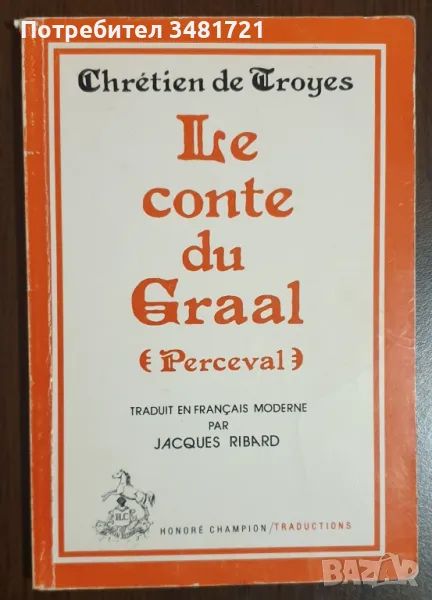 Потребител 3481721
Chrétien de Troyes
Le
conte
du
Graal
(Perceval)
TRADUIT EN FRANÇAIS MODERNE
PAR
JACQUES RIBARD
H.C.
HONORÉ CHAMPION/TRADUCTIONS
BAZAR